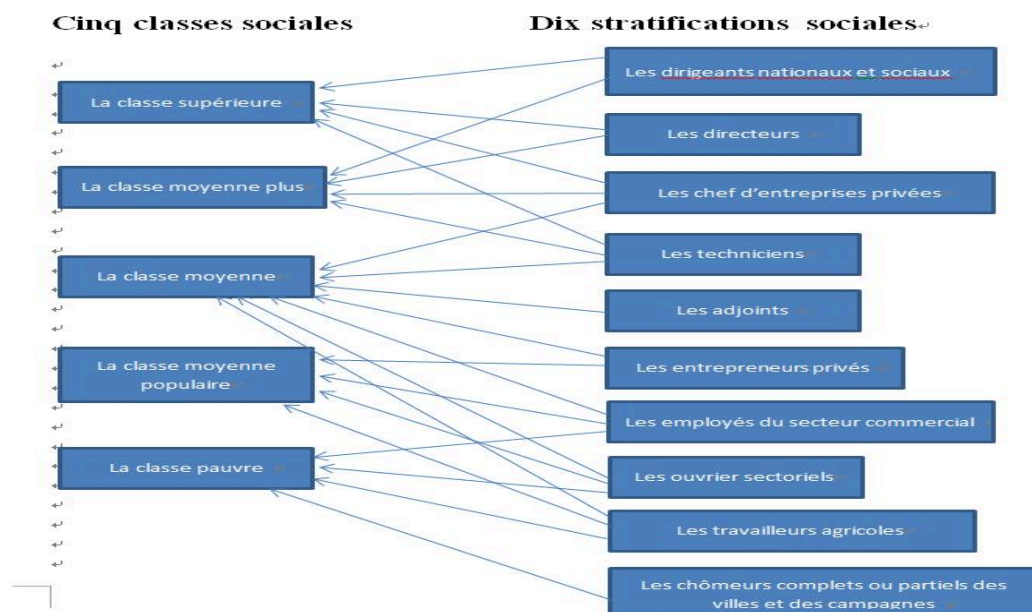 Cinq classes sociales
Dix stratifications sociales
La classe supérieure
La classe moyenne plus
La classe moyenne
La classe moyenne
populaire
La classe pauvre
Les dirigeants nationaux et sociaux
Les directeurs
Les chef d’entreprises privées
Les techniciens
Les adjoints
Les entrepreneurs privés
Les employés du secteur commercial
Les ouvrier sectoriels
Les travailleurs agricoles
Les chômeurs complets ou partiels des
villes et des campagnes